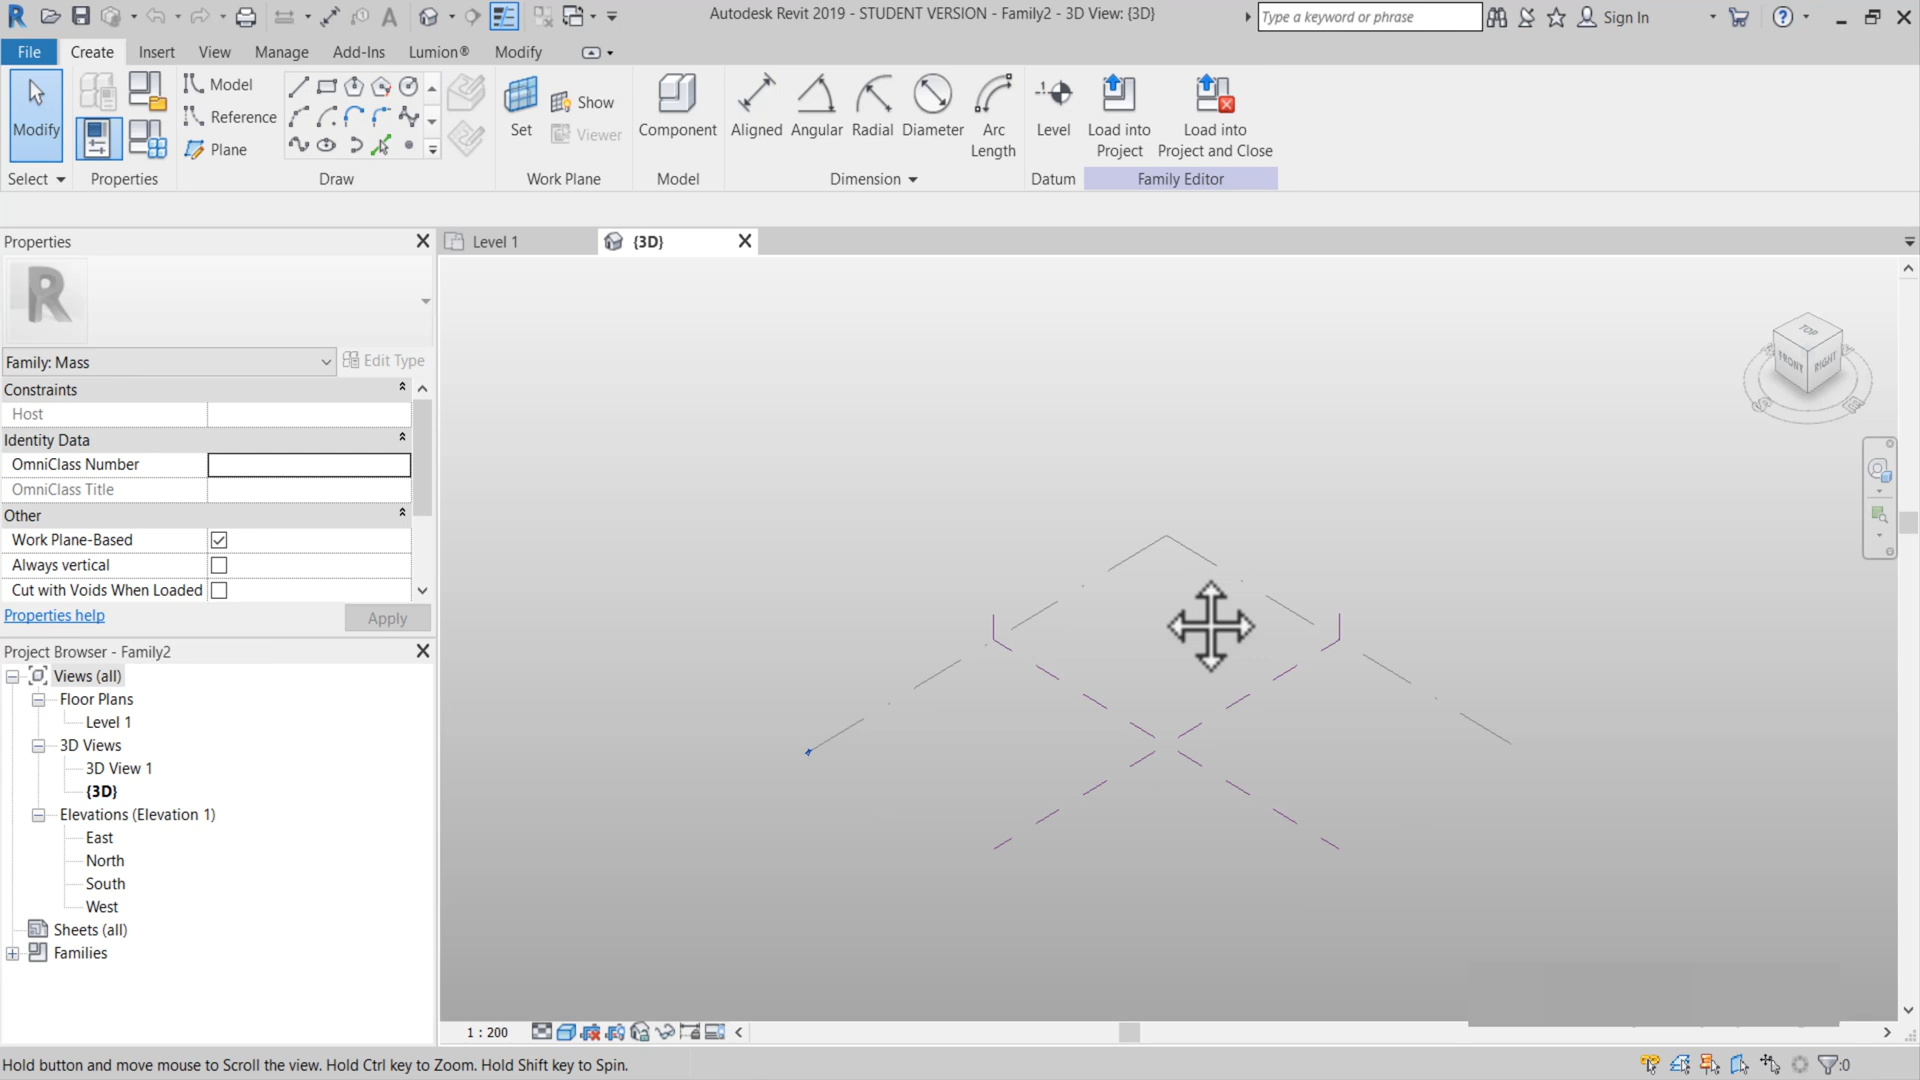 Autodesk Revit 2019 - STUDENT VERSION - Family2 - 3D View: {3D}
Type a keyword or phrase
Sign In
File Create Insert View Manage Add-Ins Lumion® Modify
Modify
Model
Reference
Plane
Set
Show
Viewer
Component
Aligned
Angular
Radial
Diameter
Arc
Length
Level
Load into
Project
Load into
Project and Close
Select
Properties
Draw
Work Plane
Model
Dimension
Datum
Family Editor
Properties
Level 1
{3D}
R
Family: Mass
Edit Type
Constraints
Host
Identity Data
OmniClass Number
OmniClass Title
Other
Work Plane-Based
Always vertical
Cut with Voids When Loaded
Properties help
Apply
TOP
FRONT
RIGHT
S
E
Project Browser - Family2
Views (all)
Floor Plans
Level 1
3D Views
3D View 1
{3D}
Elevations (Elevation 1)
East
North
South
West
Sheets (all)
Families
1 : 200
Hold button and move mouse to Scroll the view. Hold Ctrl key to Zoom. Hold Shift key to Spin.
:0